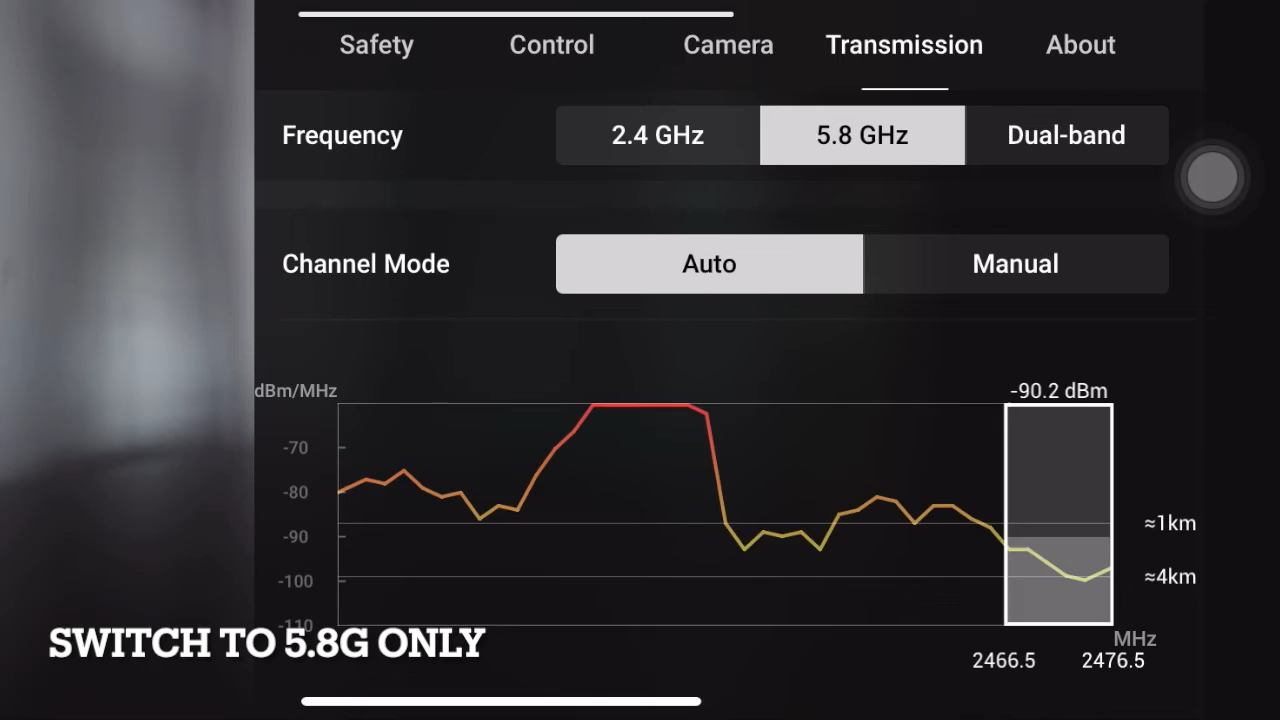 Safety Control Camera Transmission About
Frequency 2.4 GHz 5.8 GHz Dual-band
Channel Mode Auto Manual
dBm/MHz -90.2 dBm
-70
-80
≈1km
-90
≈4km
-100
-110
SWITCH TO 5.8G ONLY
MHz
2466.5 2476.5